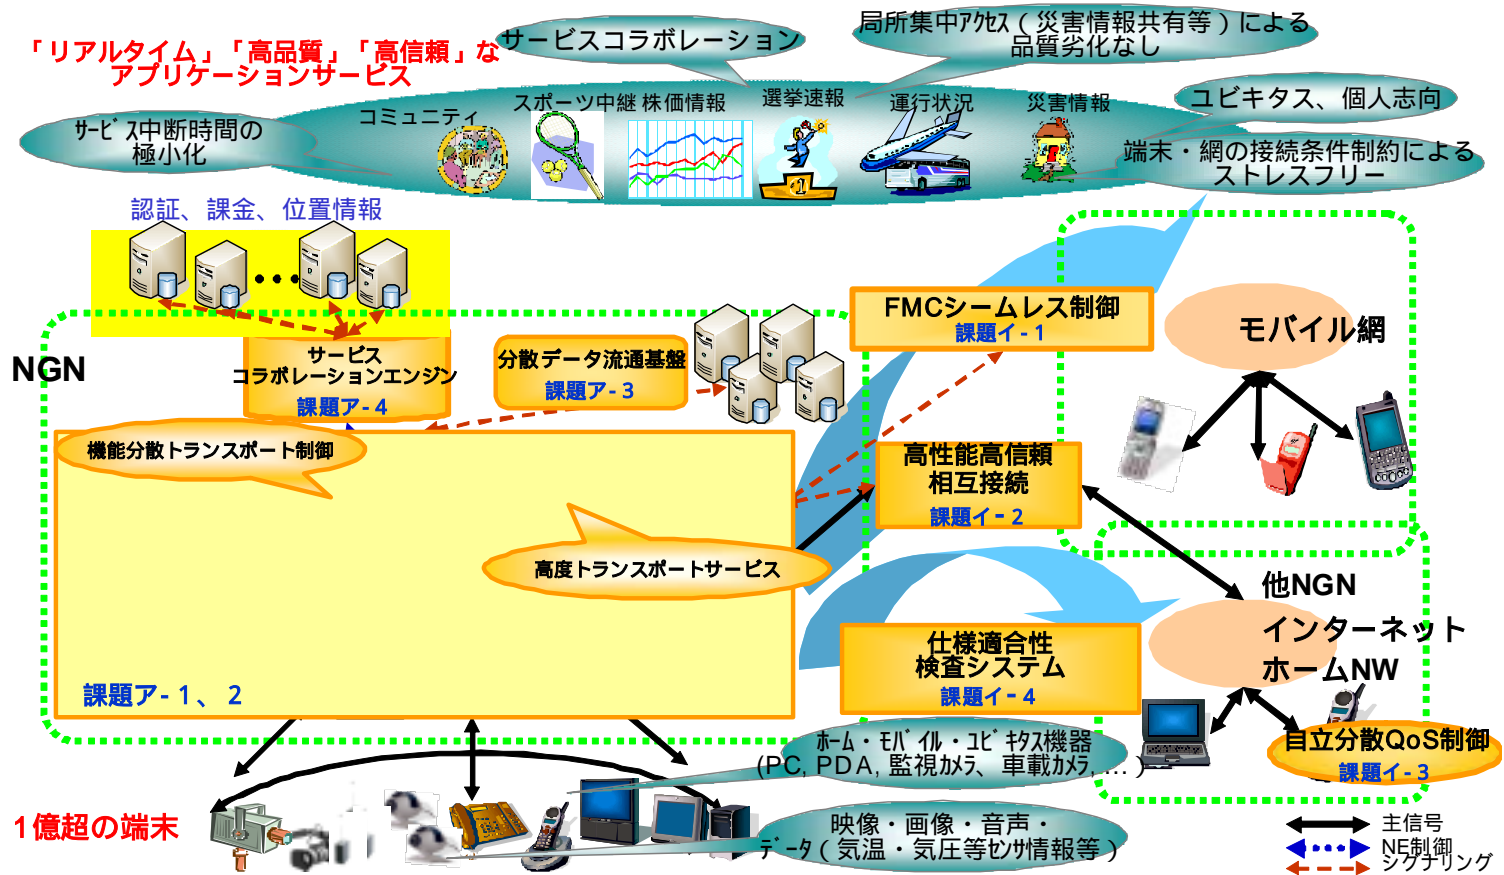 「リアルタイム」「高品質」「高信頼」な
アプリケーションサービス
サービスコラボレーション
局所集中ｱｸｾｽ（災害情報共有等）による
品質劣化なし
ユビキタス、個人志向
端末・網の接続条件制約による
ストレスフリー
ｻｰﾋﾞｽ中断時間の
極小化
コミュニティ
スポーツ中継
株価情報
選挙速報
運行状況
災害情報
認証、課金、位置情報
NGN
サービス
コラボレーションエンジン
課題ア-４
分散データ流通基盤
課題ア-３
FMCシームレス制御
課題イ-１
モバイル網
機能分散トランスポート制御
高性能高信頼
相互接続
課題イ-２
高度トランスポートサービス
他NGN
インターネット
ホームNW
仕様適合性
検査システム
課題イ-４
課題ア-１、２
自立分散QoS制御
課題イ-３
ﾎｰﾑ・ﾓﾊﾞｲﾙ・ﾕﾋﾞｷﾀｽ機器
(PC, PDA, 監視ｶﾒﾗ、車載ｶﾒﾗ, …）
1億超の端末
映像・画像・音声・
ﾃﾞｰﾀ（気温・気圧等ｾﾝｻ情報等）
主信号
NE制御
シグナリング